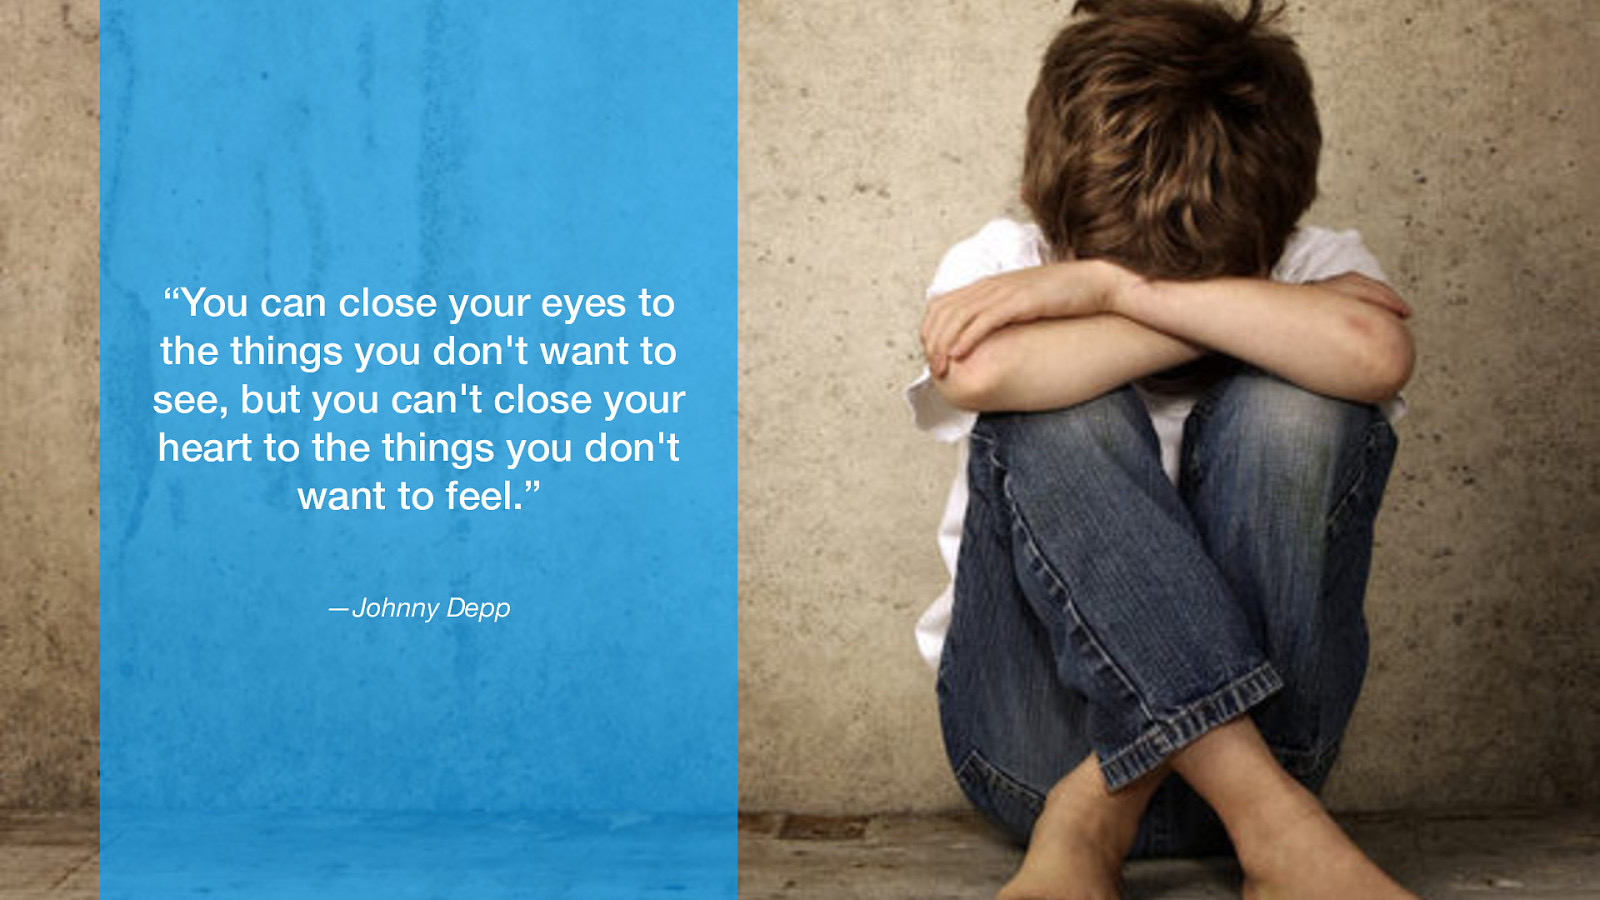 “You can close your eyes to
the things you don't want to
see, but you can't close your
heart to the things you don't
want to feel.”
—Johnny Depp